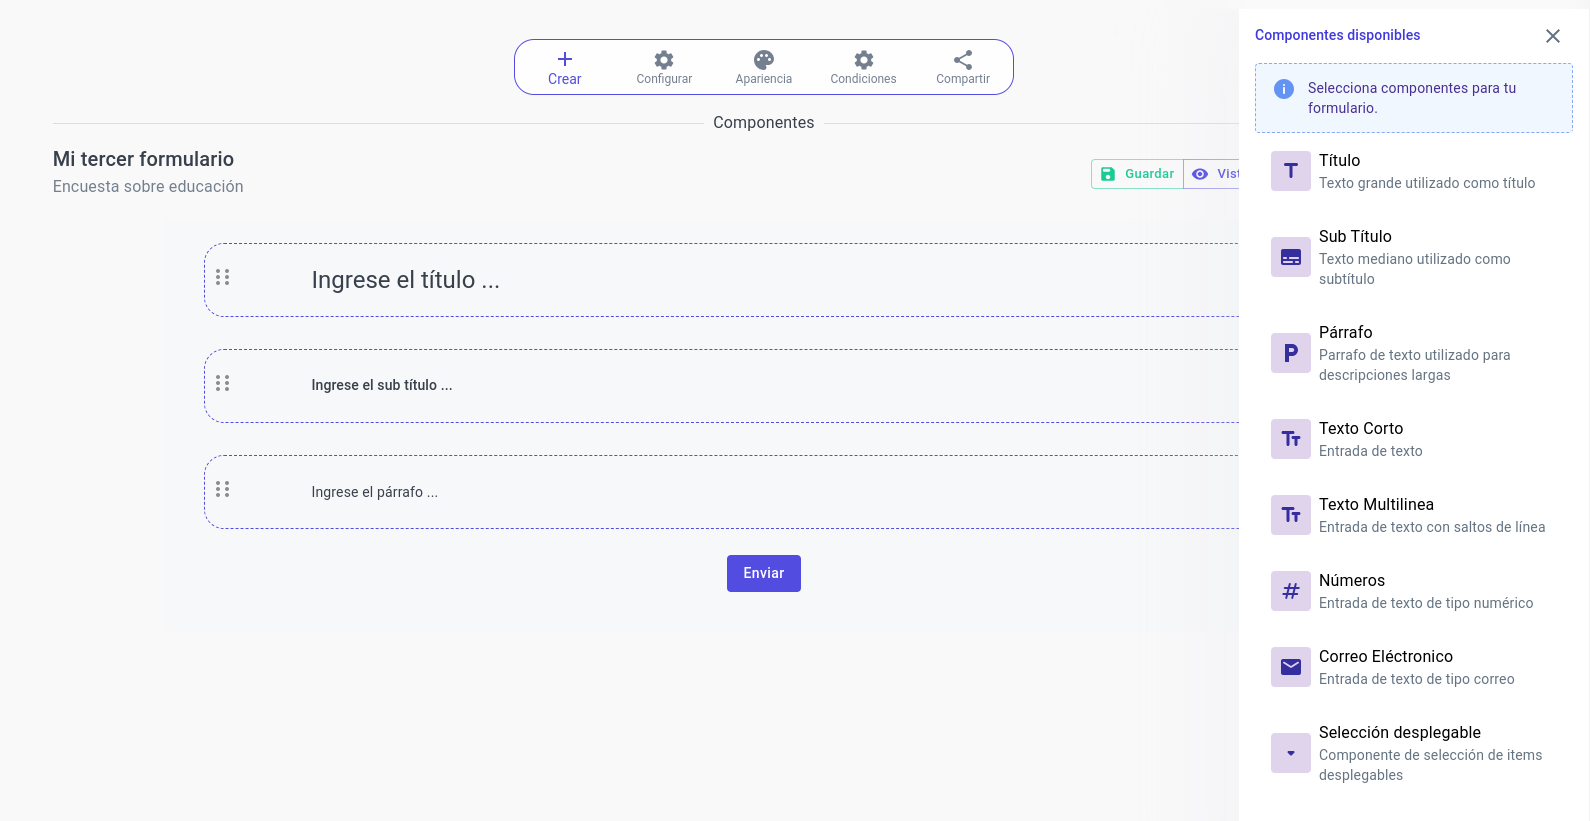 Crear
Configurar
Apariencia
Condiciones
Compartir
Componentes
Mi tercer formulario
Encuesta sobre educación
Guardar
Ingrese el título ...
Ingrese el sub título ...
Ingrese el párrafo ...
Enviar
Componentes disponibles
Selecciona componentes para tu
formulario.
Título
Texto grande utilizado como título
Sub Título
Texto mediano utilizado como
subtítulo
Párrafo
Parrafo de texto utilizado para
descripciones largas
Texto Corto
Entrada de texto
Texto Multilinea
Entrada de texto con saltos de línea
Números
Entrada de texto de tipo numérico
Correo Eléctronico
Entrada de texto de tipo correo
Selección desplegable
Componente de selección de items
desplegables